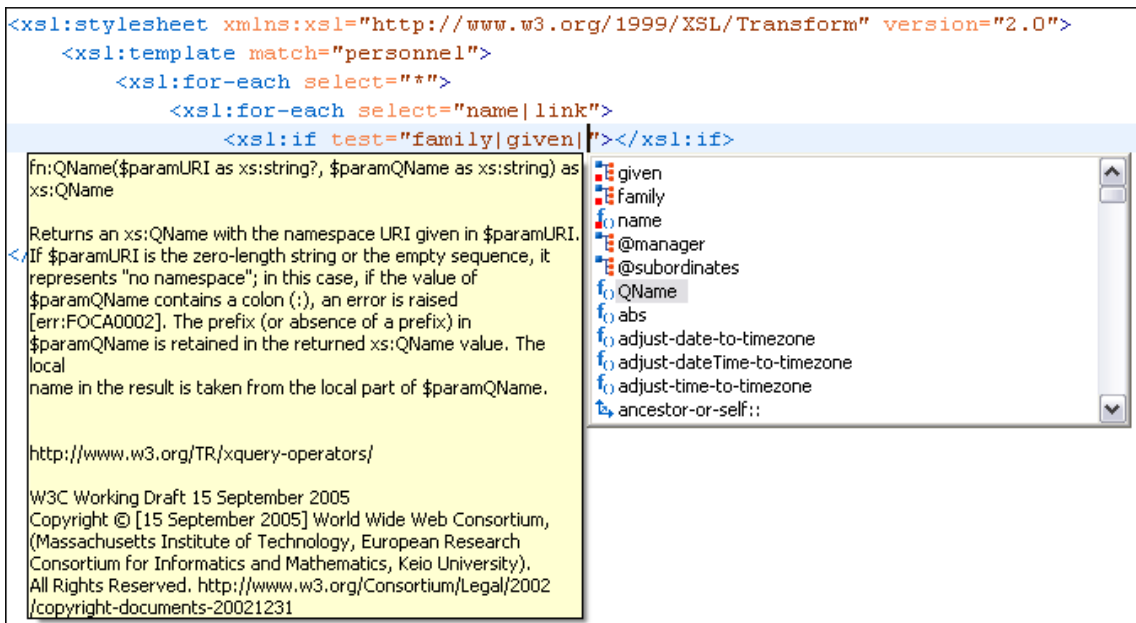 <xsl:stylesheet xmlns:xsl="http://www.w3.org/1999/XSL/Transform" version="2.0">
<xsl:template match="personnel">
<xsl:for-each select="*">
<xsl:for-each select="name|link">
<xsl:if test="family|given|"></xsl:if>
</
fn:QName($paramURI as xs:string?, $paramQName as xs:string) as
xs:QName
Returns an xs:QName with the namespace URI given in $paramURI.
If $paramURI is the zero-length string or the empty sequence, it
represents "no namespace"; in this case, if the value of
$paramQName contains a colon (:), an error is raised
[err:FOCA0002]. The prefix (or absence of a prefix) in
$paramQName is retained in the returned xs:QName value. The
local
name in the result is taken from the local part of $paramQName.
http://www.w3.org/TR/xquery-operators/
W3C Working Draft 15 September 2005
Copyright © [15 September 2005] World Wide Web Consortium,
(Massachusetts Institute of Technology, European Research
Consortium for Informatics and Mathematics, Keio University).
All Rights Reserved. http://www.w3.org/Consortium/Legal/2002
/copyright-documents-20021231
given
family
f() name
@manager
@subordinates
f() QName
f() abs
f() adjust-date-to-timezone
f() adjust-dateTime-to-timezone
f() adjust-time-to-timezone
ancestor-or-self::